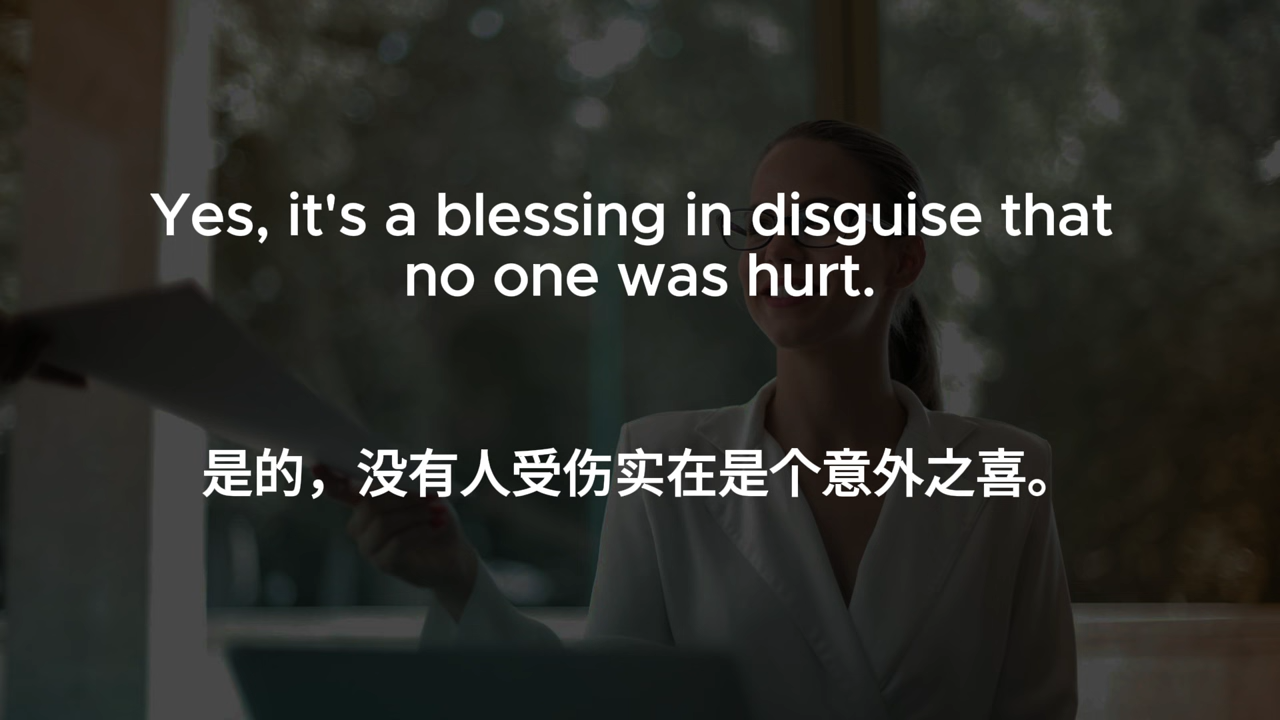 Yes, it's a blessing in disguise that
no one was hurt.
是的，没有人受伤实在是个意外之喜。